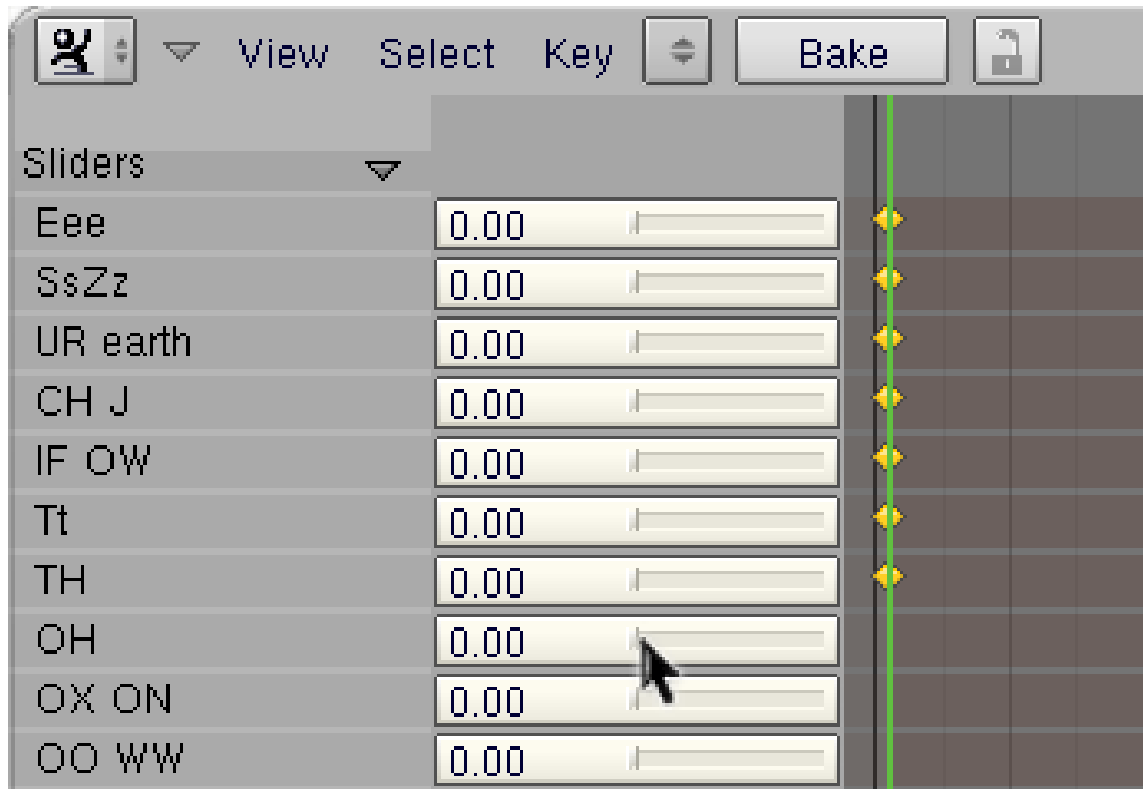 View Select Key Bake
Sliders
Eee 0.00
SsZz 0.00
UR earth 0.00
CH J 0.00
IF OW 0.00
Tt 0.00
TH 0.00
OH 0.00
OX ON 0.00
OO WW 0.00